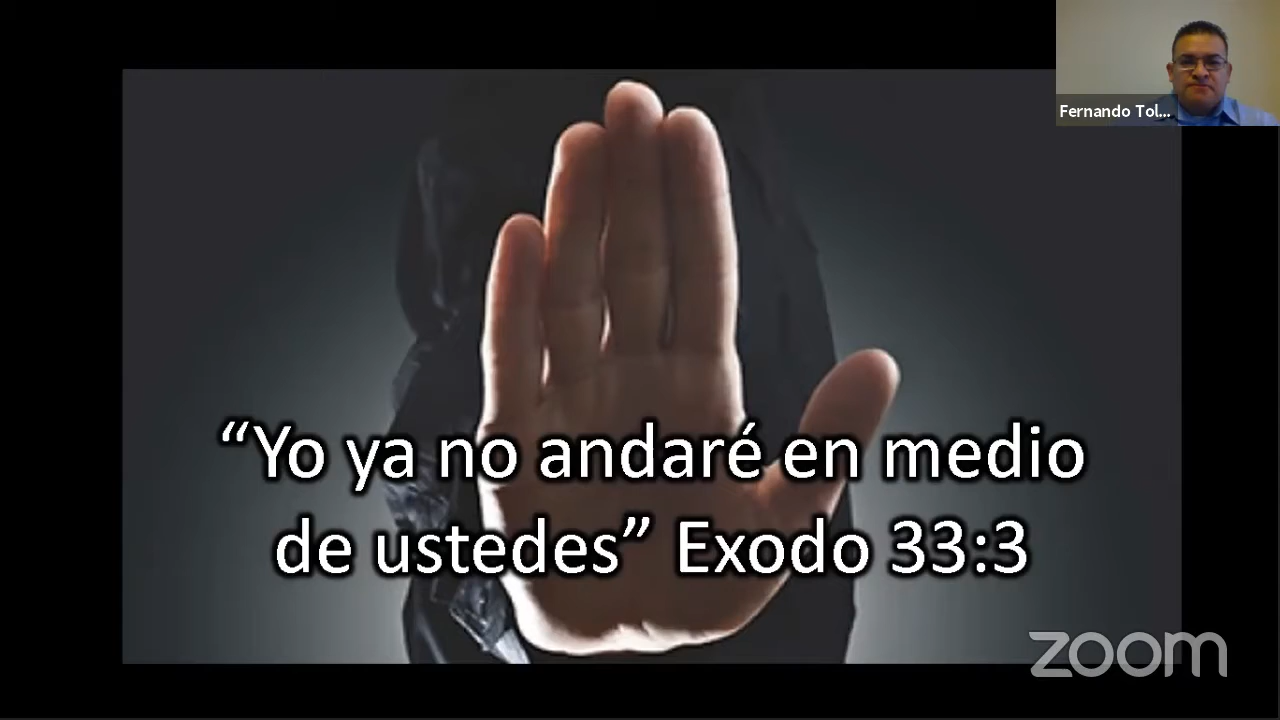 Fernando Tol...
“Yo ya no andaré en medio
de ustedes” Exodo 33:3
zoom